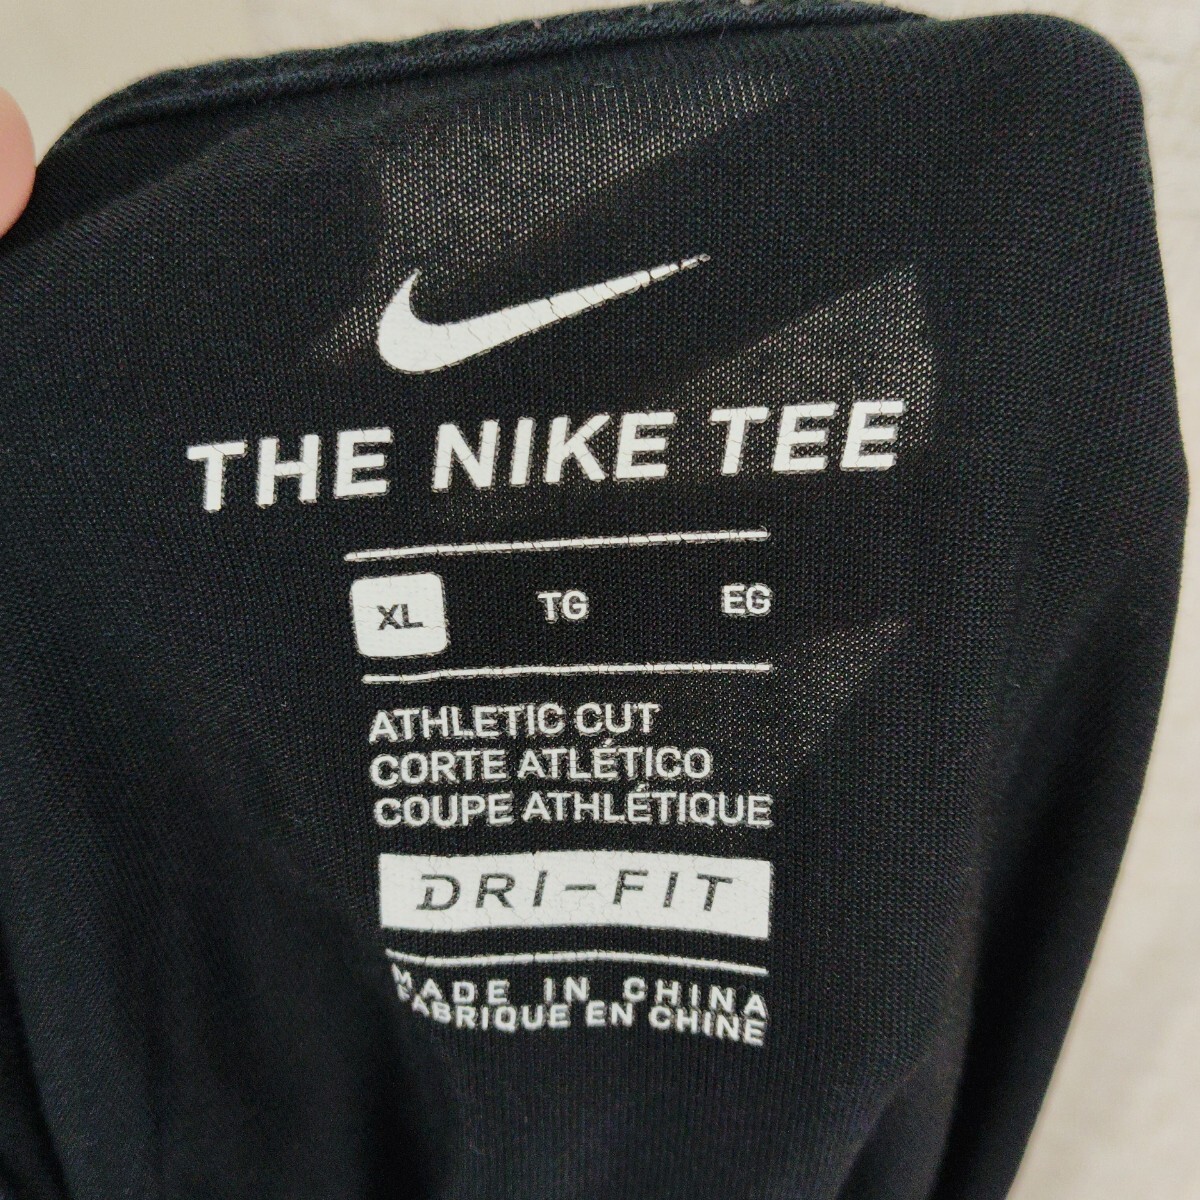 THE NIKE TEE
XL TG EG
ATHLETIC CUT
CORTE ATLÉTICO
COUPE ATHLÉTIQUE
DRI-FIT
MADE IN CHINA
FABRIQUE EN CHINE